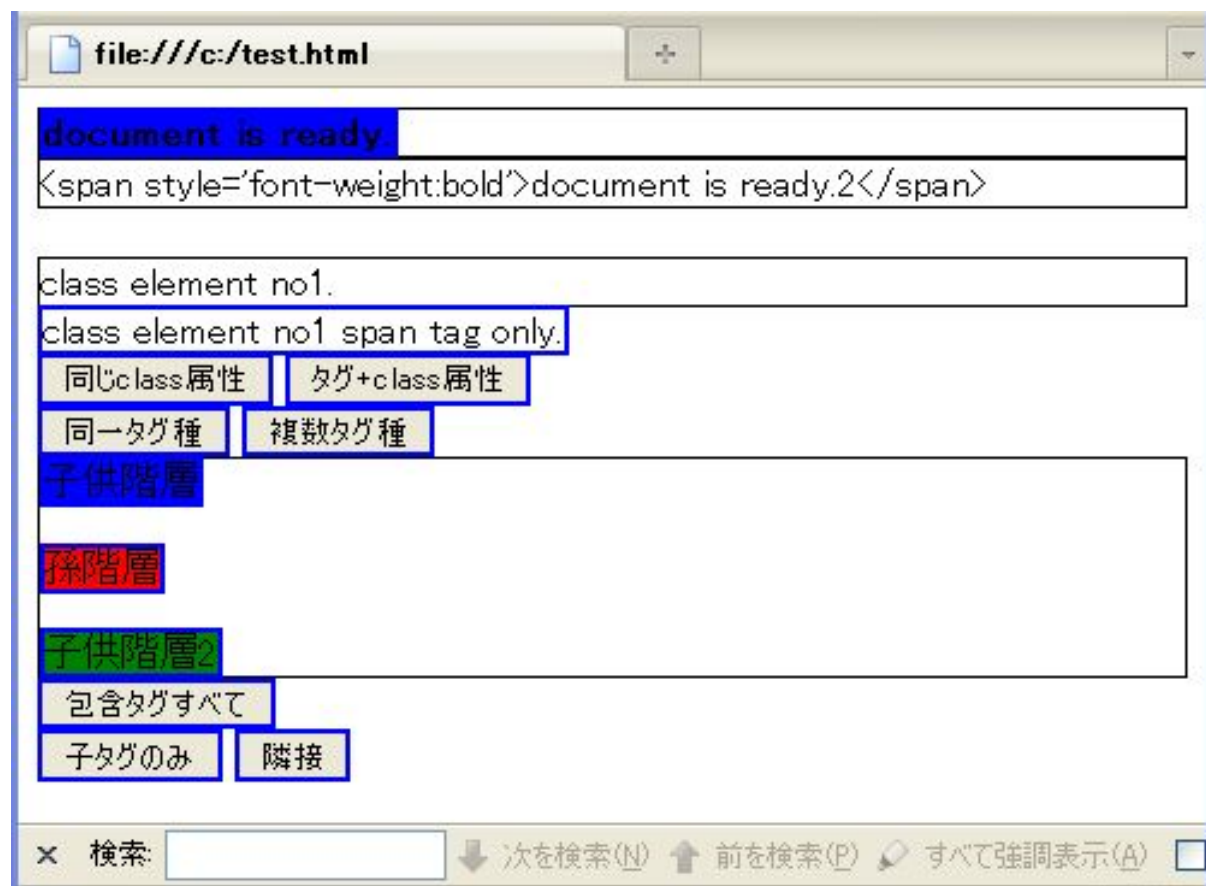 file:///c:/test.html
document is ready.
<span style='font-weight:bold'>document is ready.2</span>
class element no1.
class element no1 span tag only.
同じclass属性 タグ+class属性
同一タグ種 複数タグ種
子供階層
孫階層
子供階層2
包含タグすべて
子タグのみ 隣接
× 検索: 次を検索(N) 前を検索(P) すべて強調表示(A)